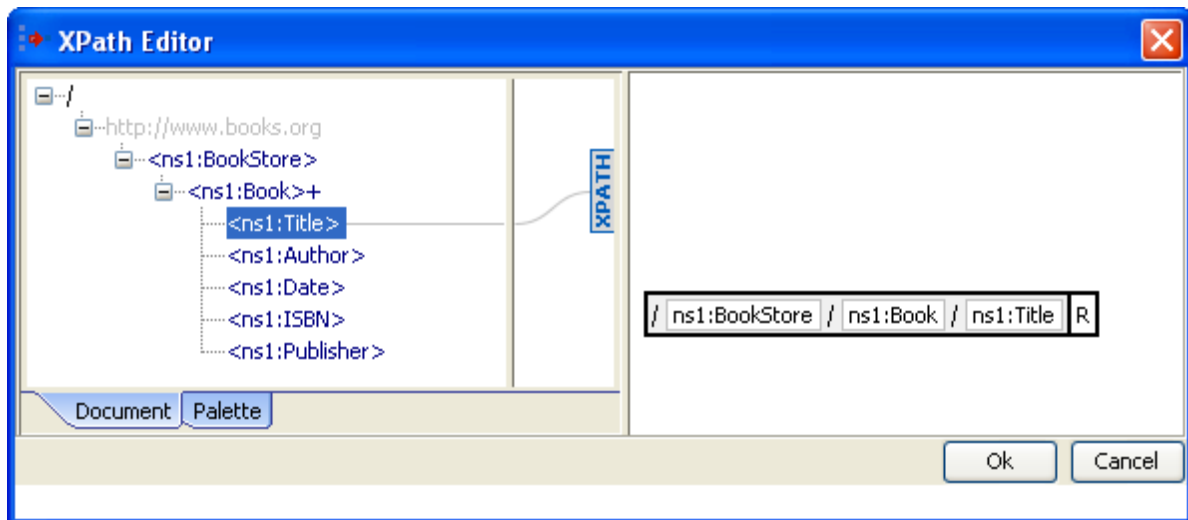 XPath Editor
/
http://www.books.org
<ns1:BookStore>
<ns1:Book>+
<ns1:Title>
<ns1:Author>
<ns1:Date>
<ns1:ISBN>
<ns1:Publisher>
XPATH
Document Palette
/ ns1:BookStore / ns1:Book / ns1:Title R
Ok Cancel